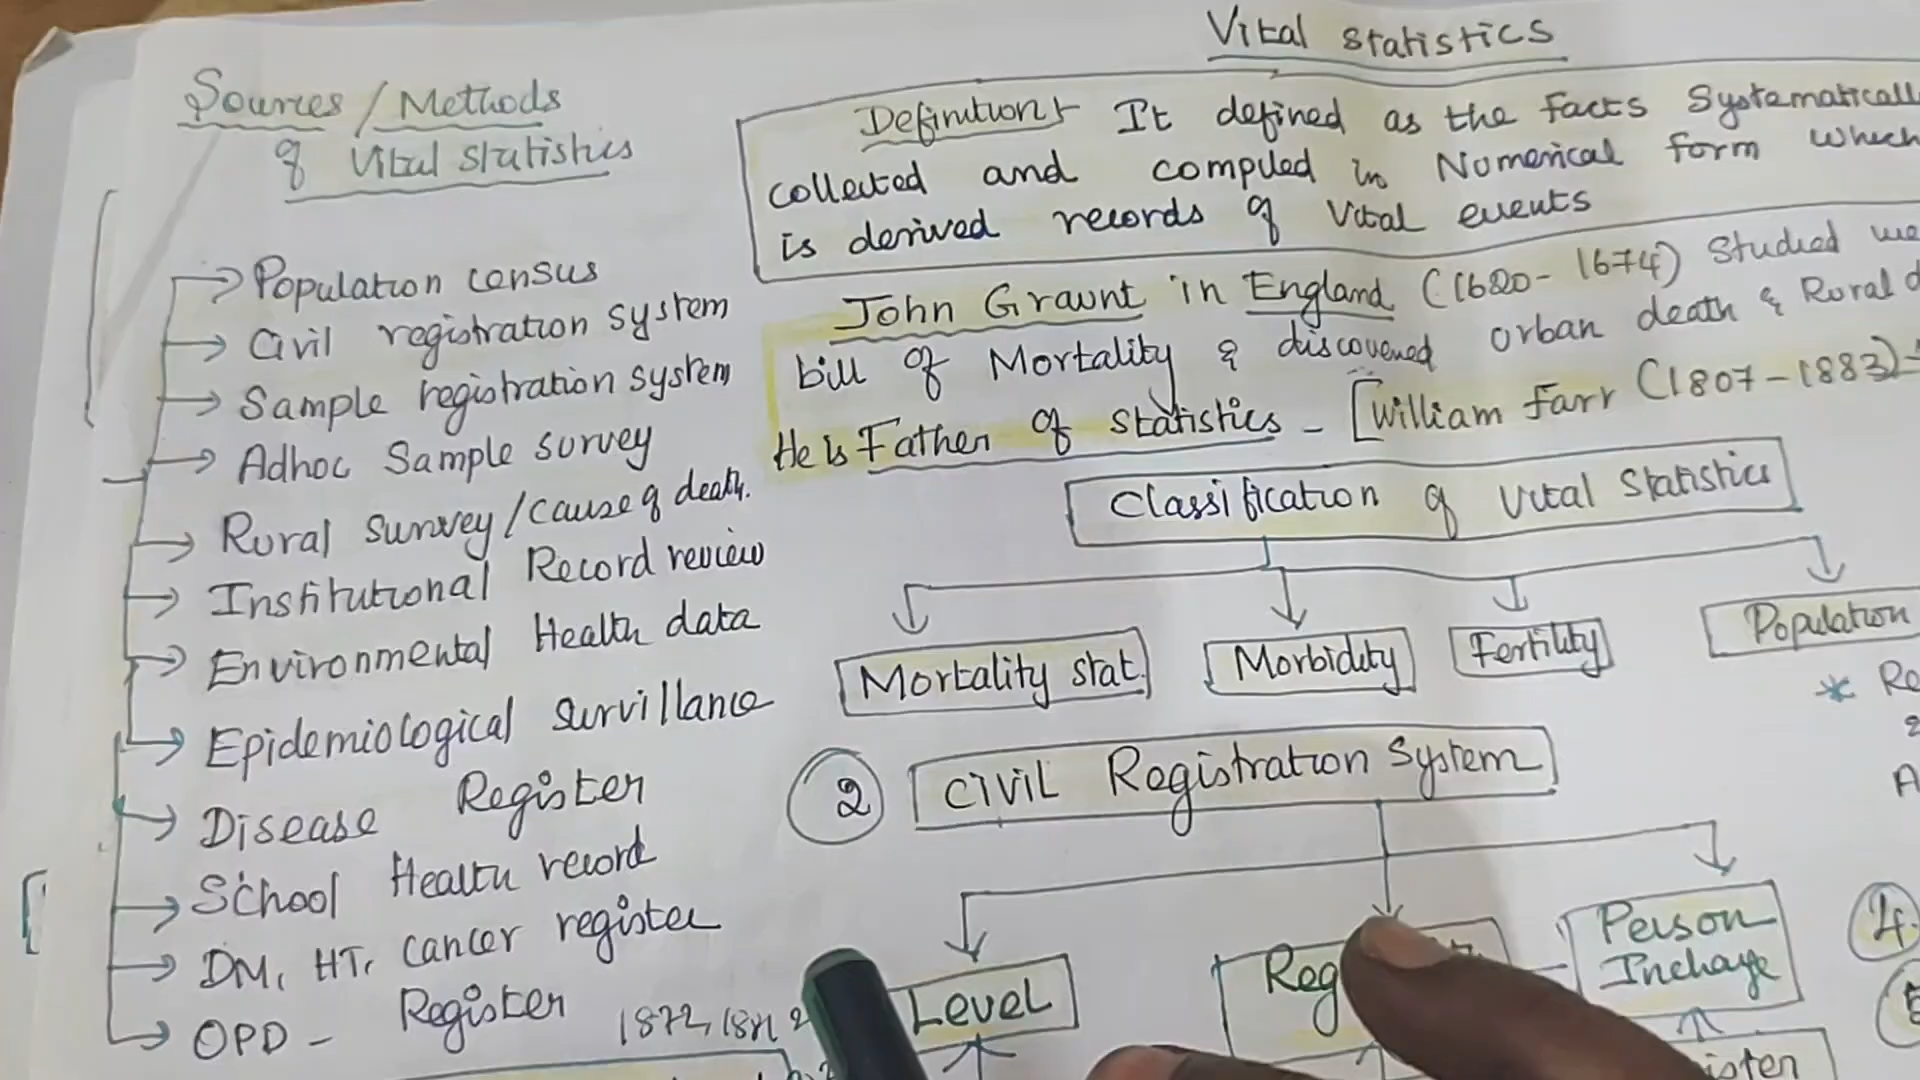 Vital Statistics
Sources / Methods
of Vital Statistics
Population census
Civil registration system
Sample registration system
Adhoc Sample survey
Rural Survey / Cause of death.
Institutional Record review
Environmental Health data
Epidemiological Survillance
Disease Register
School Health record
DM, HT, cancer register
OPD - Register
1872, 1881
Definition It defined as the facts Systematicall
collected and compiled in Numerical form which
is derived records of Vital events
John Graunt in England (1620-1674) Studied
bill of Mortality & discovered Urban death & Rural
He is Father of Statistics - [William Farr (1807-1883)
Classification of Vital Statistics
Mortality stat.
Morbidity
Fertility
Population
* Re
2
CIVIL Registration System
A
Level
Reg
Person
Incharge
4